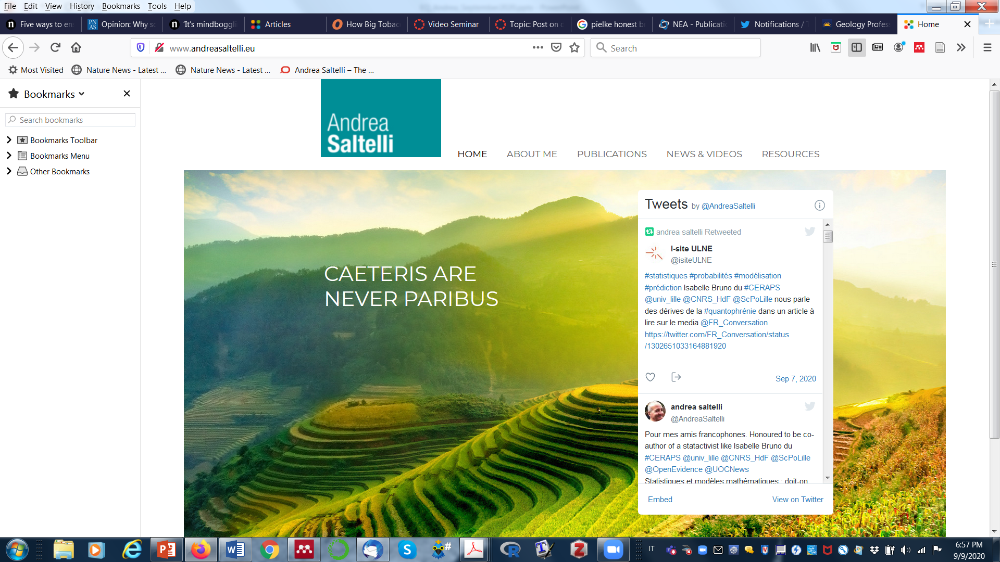 File Edit View History Bookmarks Tools Help
Five ways to en
PNAS Opinion: Why s
'It's mindboggli
Articles
How Big Tobac
Video Seminar
Topic: Post on
pielke honest b
NEA - Publicati
Notifications /
Geology Profes
Home
www.andreasaltelli.eu
Search
Most Visited
Nature News - Latest ...
Nature News - Latest ...
Andrea Saltelli – The ...
Bookmarks
Search bookmarks
Bookmarks Toolbar
Bookmarks Menu
Other Bookmarks
Andrea
Saltelli
HOME ABOUT ME PUBLICATIONS NEWS & VIDEOS RESOURCES
CAETERIS ARE
NEVER PARIBUS
Tweets by @AndreaSaltelli
andrea saltelli Retweeted
I-site ULNE
@isiteULNE
#statistiques #probabilités #modélisation
#prédiction Isabelle Bruno du #CERAPS
@univ_lille @CNRS_HdF @ScPoLille nous parle
des dérives de la #quantophrénie dans un article à
lire sur le media @FR_Conversation
https://twitter.com/FR_Conversation/status
/1302651033164881920
Sep 7, 2020
andrea saltelli
@AndreaSaltelli
Pour mes amis francophones. Honoured to be co-
author of a statactivist like Isabelle Bruno du
#CERAPS @univ_lille @CNRS_HdF @ScPoLille
@OpenEvidence @UOCNews
Statistiques et modèles mathématiques : doit-on
Embed View on Twitter
IT
6:57 PM
9/9/2020